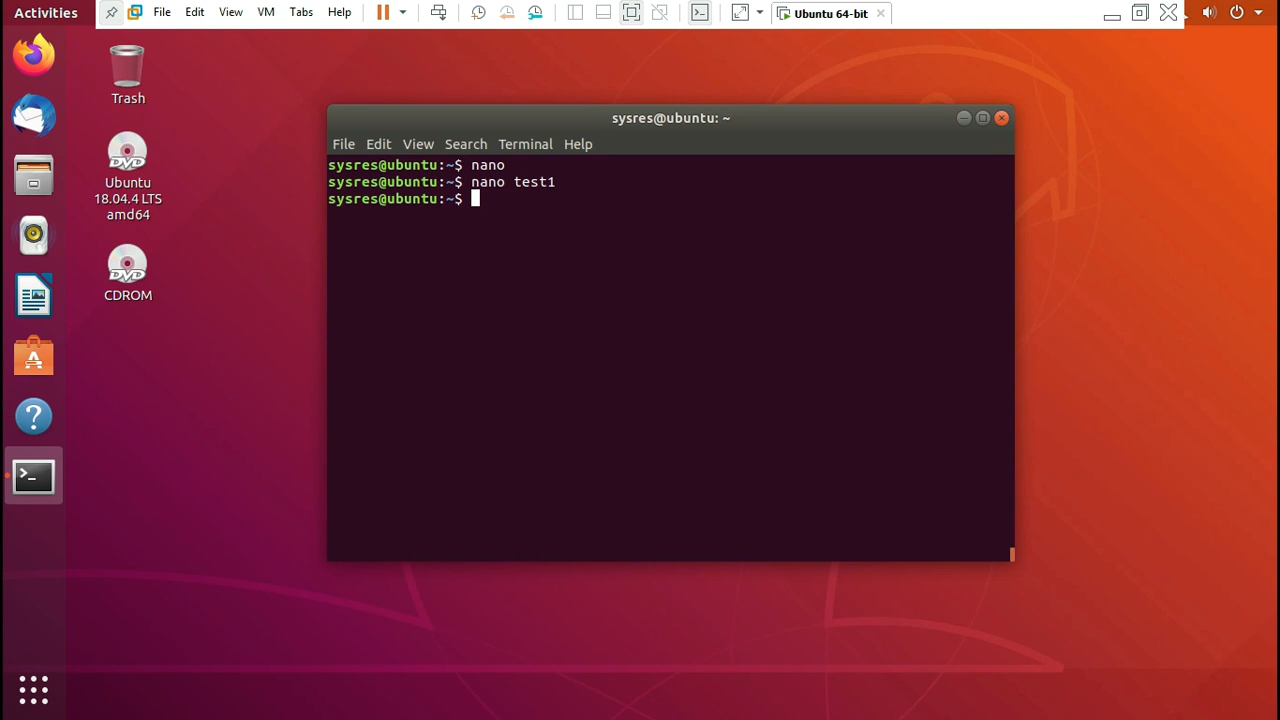 Activities File Edit View VM Tabs Help Ubuntu 64-bit
Trash
Ubuntu
18.04.4 LTS
amd64
CDROM
sysres@ubuntu: ~
File Edit View Search Terminal Help
sysres@ubuntu:~$ nano
sysres@ubuntu:~$ nano test1
sysres@ubuntu:~$